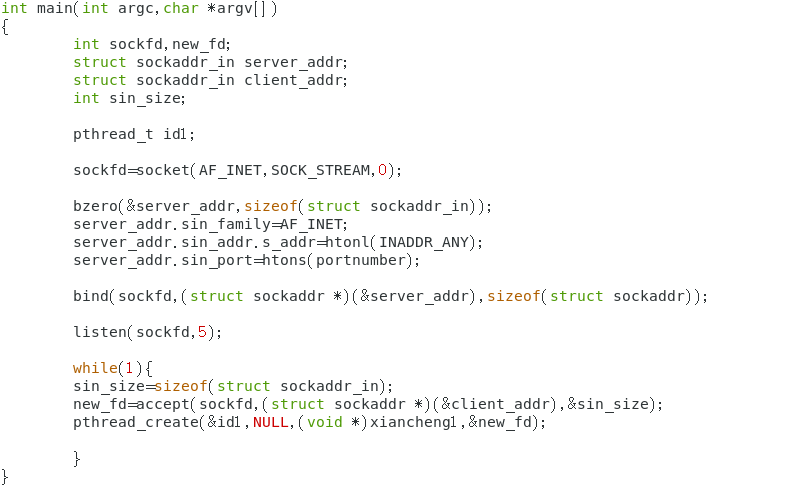 int main(int argc,char *argv[])
{
        int sockfd,new_fd;
        struct sockaddr_in server_addr;
        struct sockaddr_in client_addr;
        int sin_size;

        pthread_t id1;

        sockfd=socket(AF_INET,SOCK_STREAM,0);

        bzero(&server_addr,sizeof(struct sockaddr_in));
        server_addr.sin_family=AF_INET;
        server_addr.sin_addr.s_addr=htonl(INADDR_ANY);
        server_addr.sin_port=htons(portnumber);

        bind(sockfd,(struct sockaddr *)(&server_addr),sizeof(struct sockaddr));

        listen(sockfd,5);

        while(1){
        sin_size=sizeof(struct sockaddr_in);
        new_fd=accept(sockfd,(struct sockaddr *)(&client_addr),&sin_size);
        pthread_create(&id1,NULL,(void *)xiancheng1,&new_fd);

        }
}